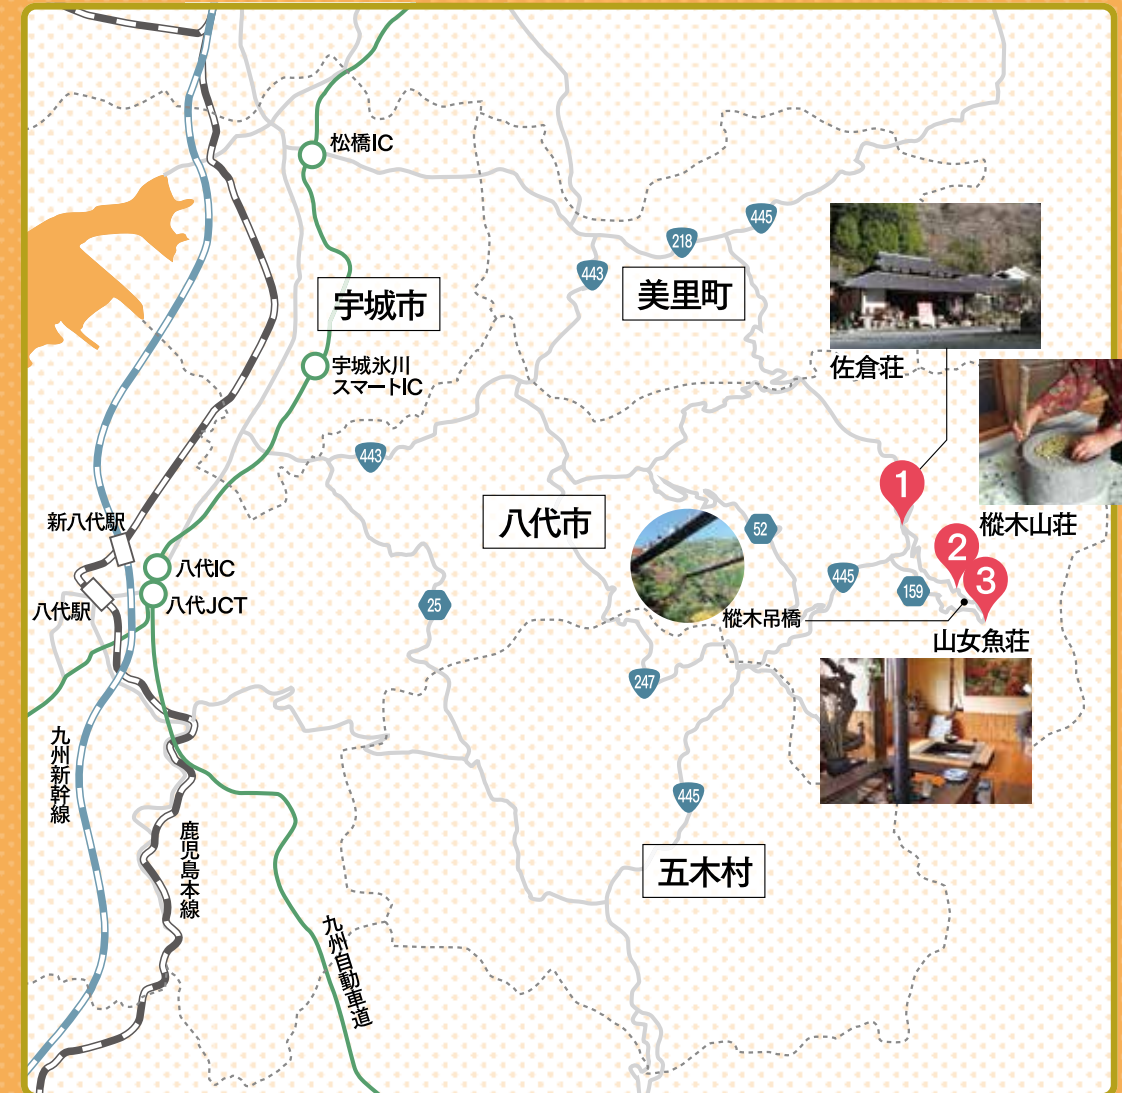 松橋IC
445
218
443
美里町
宇城市
宇城氷川
スマートIC
佐倉荘
443
1
八代市
新八代駅
52
樅木山荘
2
八代IC
445
3
159
八代JCT
25
八代駅
樅木吊橋
山女魚荘
247
九州新幹線
445
鹿児島本線
五木村
九州自動車道